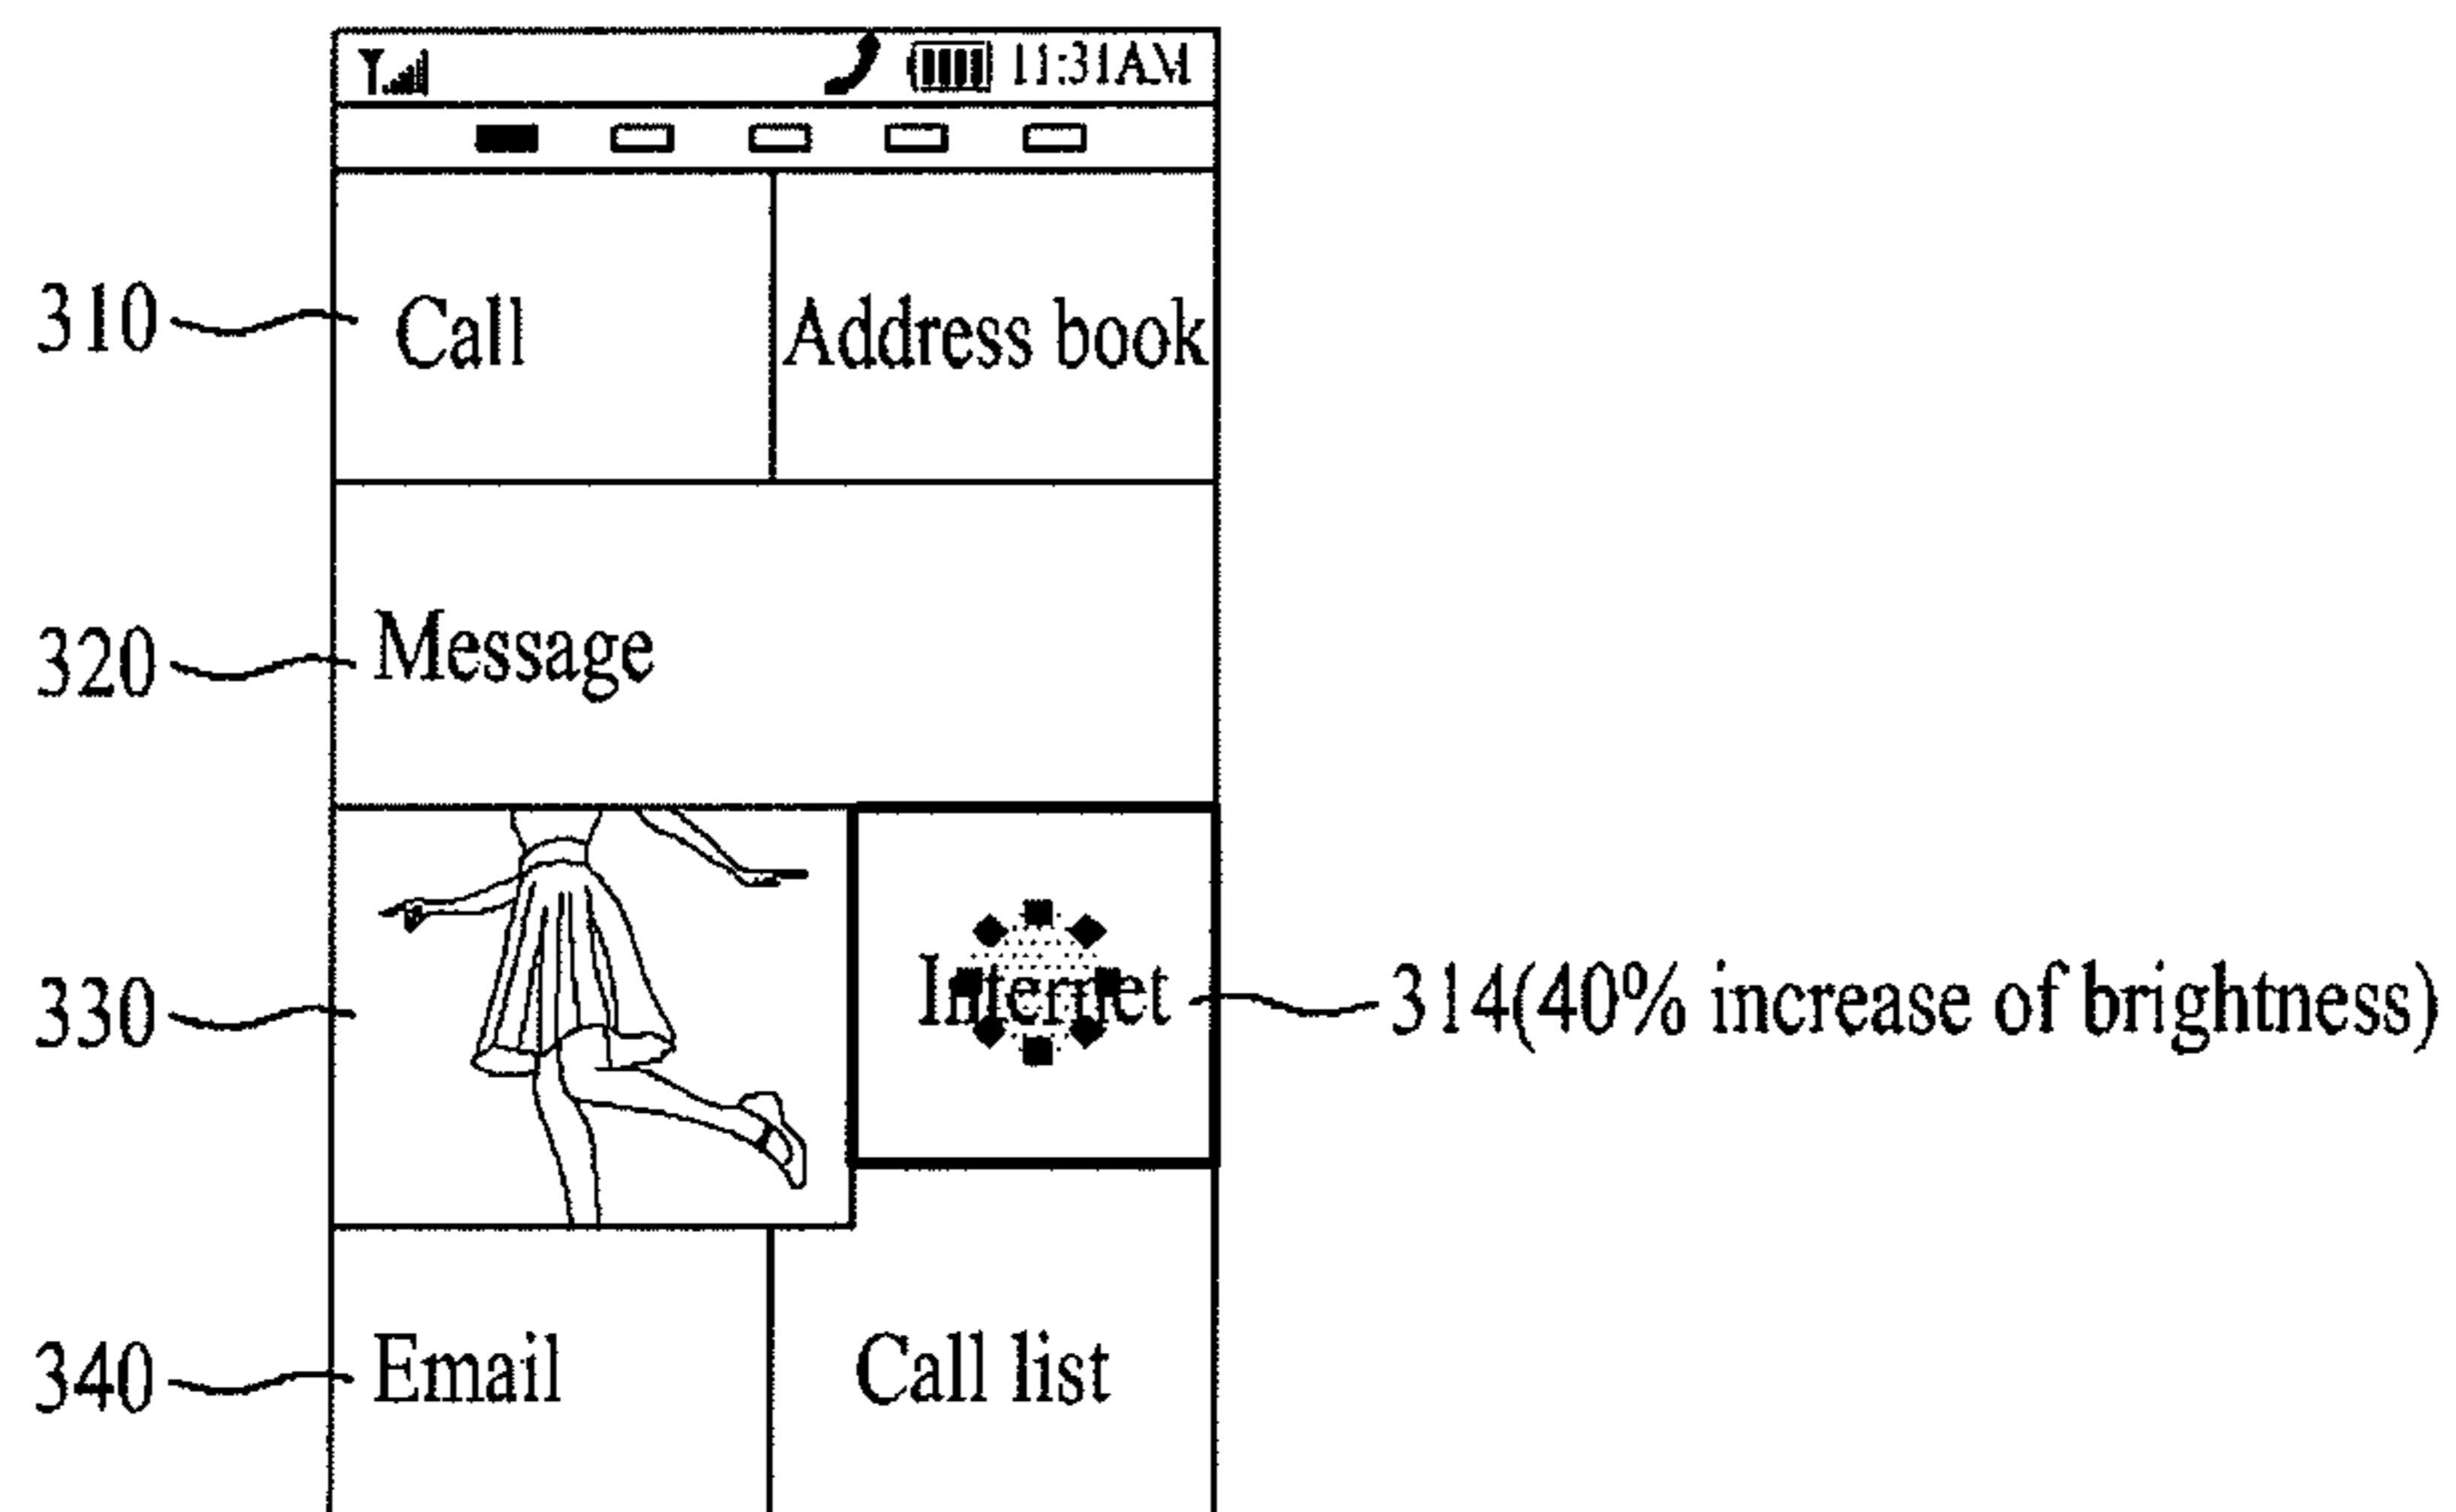 11:31AM
310 Call Address book
320 Message
330 Internet 314(40% increase of brightness)
340 Email Call list